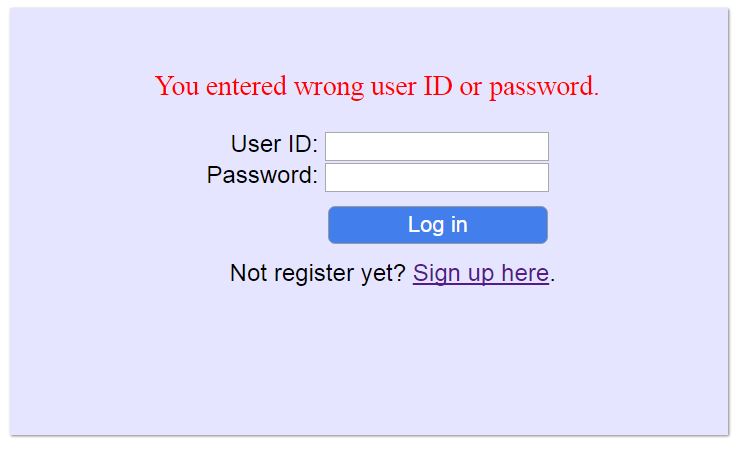 You entered wrong user ID or password.
User ID:
Password:
Log in
Not register yet? Sign up here.